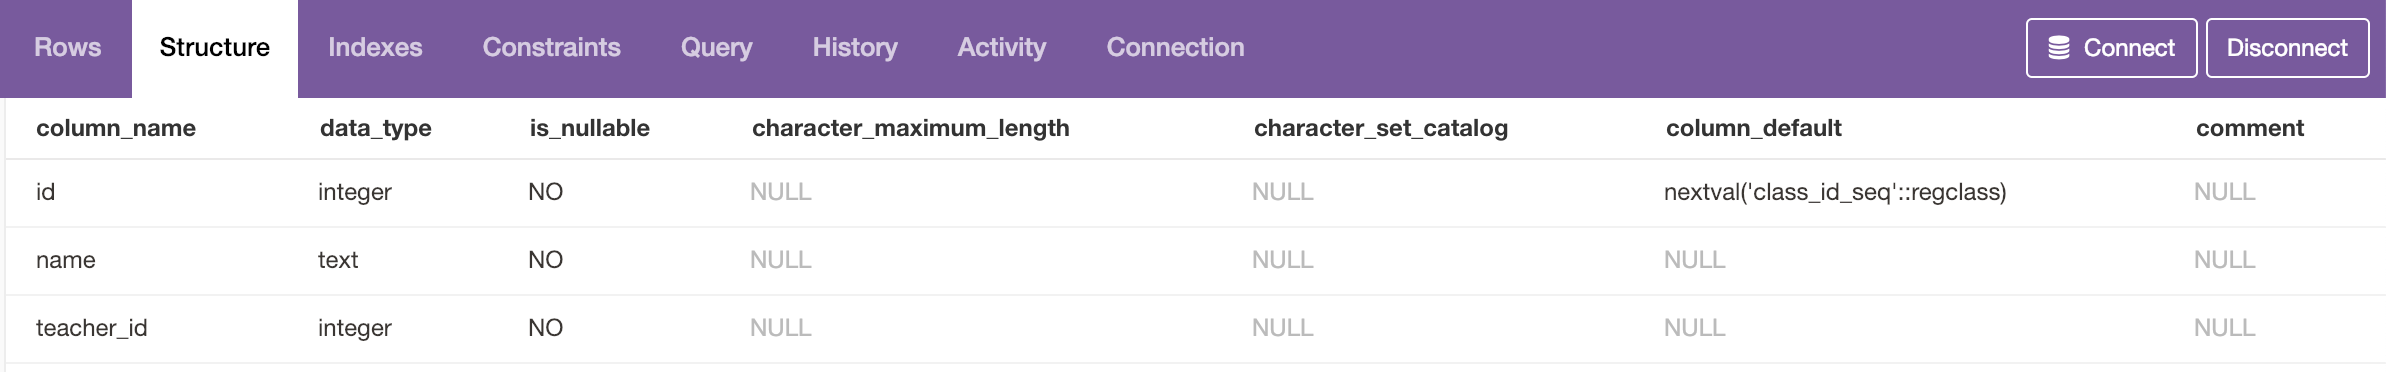 Rows Structure Indexes Constraints Query History Activity Connection Connect Disconnect
column_name data_type is_nullable character_maximum_length character_set_catalog column_default comment
id integer NO NULL NULL nextval('class_id_seq'::regclass) NULL
name text NO NULL NULL NULL NULL
teacher_id integer NO NULL NULL NULL NULL